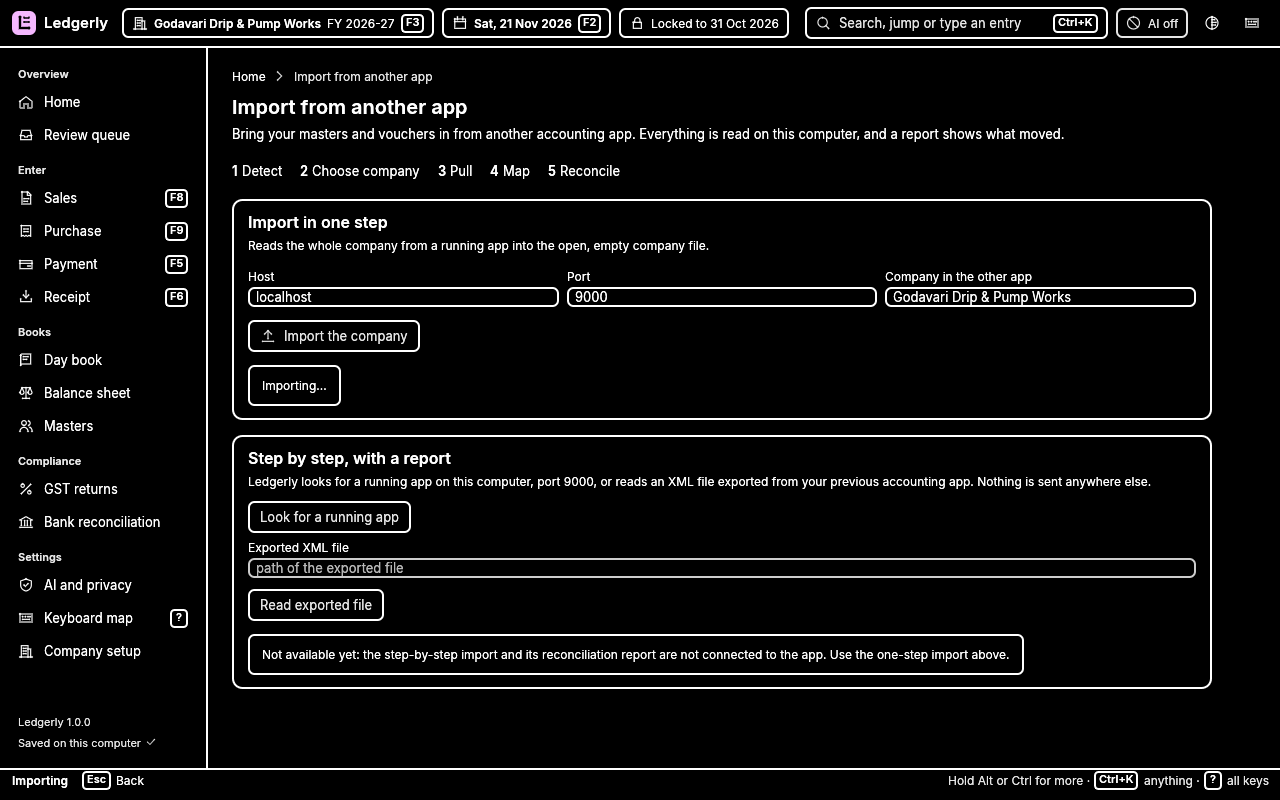 Ledgerly
Godavari Drip & Pump Works FY 2026-27 F3
Sat, 21 Nov 2026 F2
Locked to 31 Oct 2026
Search, jump or type an entry Ctrl+K
AI off
Overview
Home
Review queue
Enter
Sales F8
Purchase F9
Payment F5
Receipt F6
Books
Day book
Balance sheet
Masters
Compliance
GST returns
Bank reconciliation
Settings
AI and privacy
Keyboard map ?
Company setup
Ledgerly 1.0.0
Saved on this computer
Home Import from another app
Import from another app
Bring your masters and vouchers in from another accounting app. Everything is read on this computer, and a report shows what moved.
1 Detect 2 Choose company 3 Pull 4 Map 5 Reconcile
Import in one step
Reads the whole company from a running app into the open, empty company file.
Host Port Company in the other app
localhost 9000 Godavari Drip & Pump Works
Import the company
Importing...
Step by step, with a report
Ledgerly looks for a running app on this computer, port 9000, or reads an XML file exported from your previous accounting app. Nothing is sent anywhere else.
Look for a running app
Exported XML file
path of the exported file
Read exported file
Not available yet: the step-by-step import and its reconciliation report are not connected to the app. Use the one-step import above.
Importing Esc Back
Hold Alt or Ctrl for more · Ctrl+K anything · ? all keys